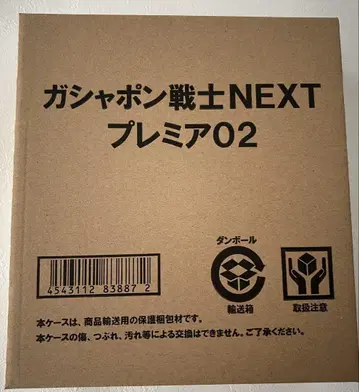 ガシャポン戦士NEXT
プレミア02
ダンボール
輸送箱
取扱注意
4543112 83887 2
本ケースは、商品輸送用の保護梱包材です。
本ケースの傷、つぶれ、汚れ等による交換はできません。ご了承ください。